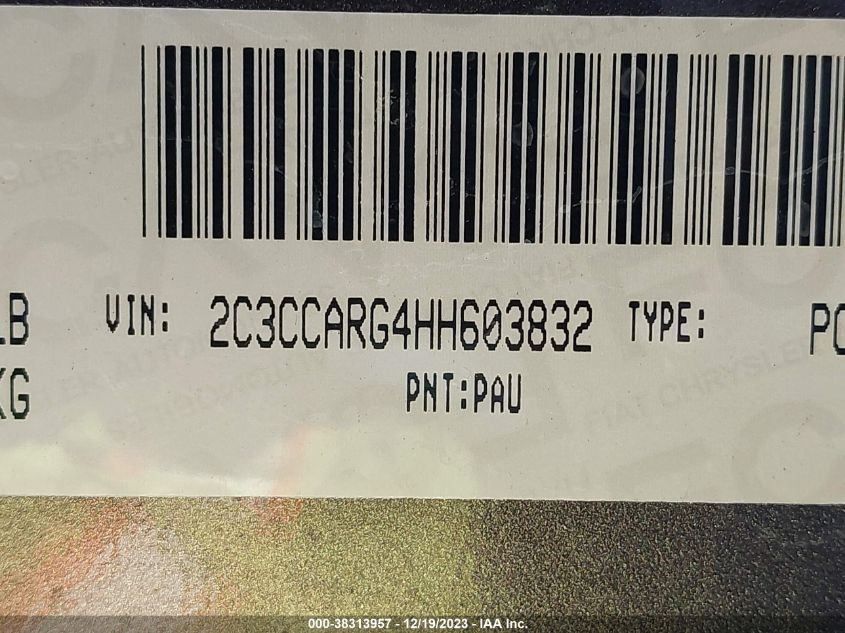 LB VIN: 2C3CCARG4HH603832 TYPE: PC
KG PNT:PAU
000-38313957 - 12/19/2023 - IAA Inc.